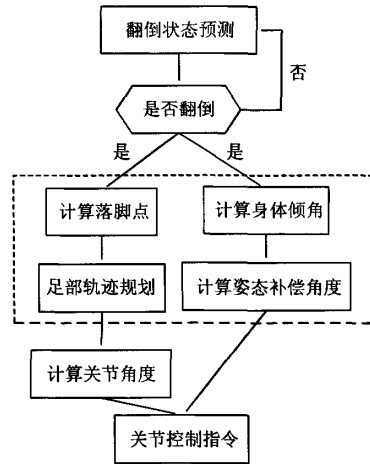 翻倒状态预测
否
是否翻倒
是
是
计算落脚点
计算身体倾角
足部轨迹规划
计算姿态补偿角度
计算关节角度
关节控制指令